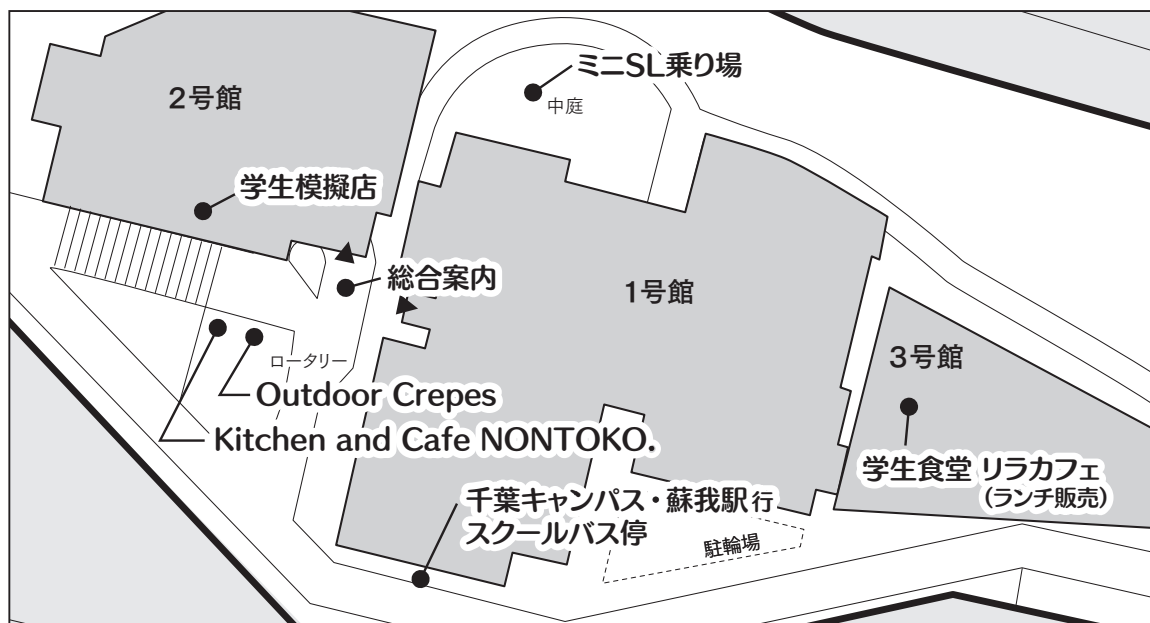 ミニSL乗り場
中庭
2号館
学生模擬店
総合案内
1号館
ロータリー
3号館
Outdoor Crepes
Kitchen and Cafe NONTOKO.
学生食堂 リラカフェ
(ランチ販売)
千葉キャンパス・蘇我駅行
スクールバス停
駐輪場